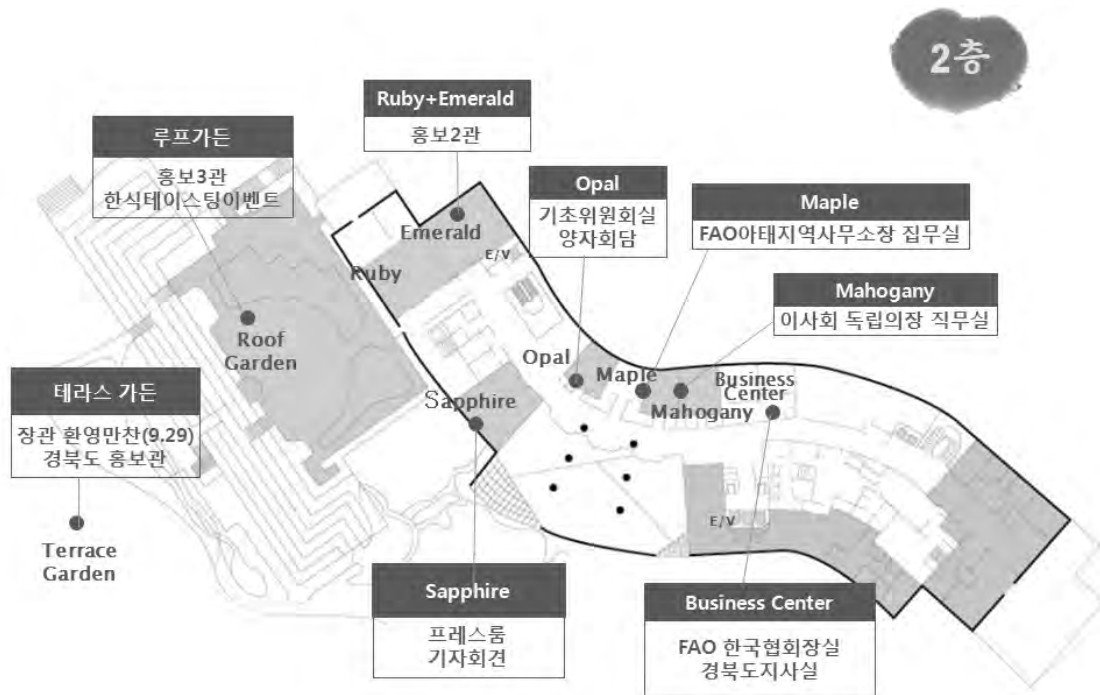 2층
Ruby+Emerald
홍보2관
루프가든
홍보3관
한식테이스팅이벤트
Opal
기초위원회실
양자회담
Maple
FAO아태지역사무소장 집무실
Mahogany
이사회 독립의장 직무실
Emerald
E/V
Ruby
Roof
Garden
Opal
Maple
Mahogany
Business
Center
Sapphire
테라스 가든
장관 환영만찬(9.29)
경북도 홍보관
E/V
Terrace
Garden
Sapphire
프레스룸
기자회견
Business Center
FAO 한국협회장실
경북도지사실